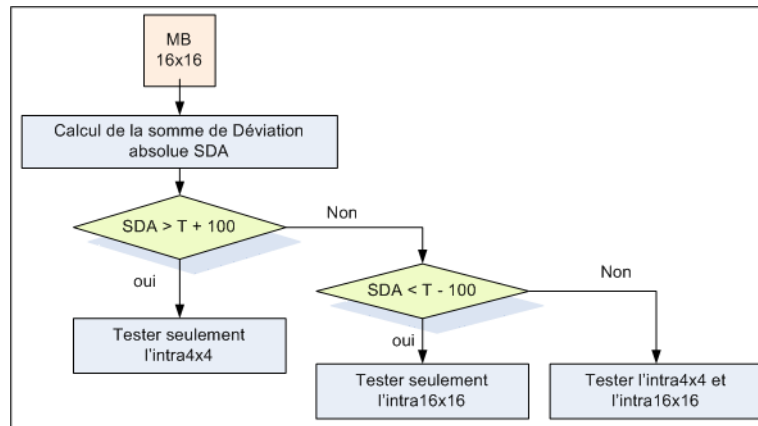 MB
16x16
Calcul de la somme de Déviation
absolue SDA
SDA > T + 100
Non
oui
SDA < T - 100
Non
Tester seulement
l'intra4x4
oui
Tester seulement
l'intra16x16
Tester l'intra4x4 et
l'intra16x16